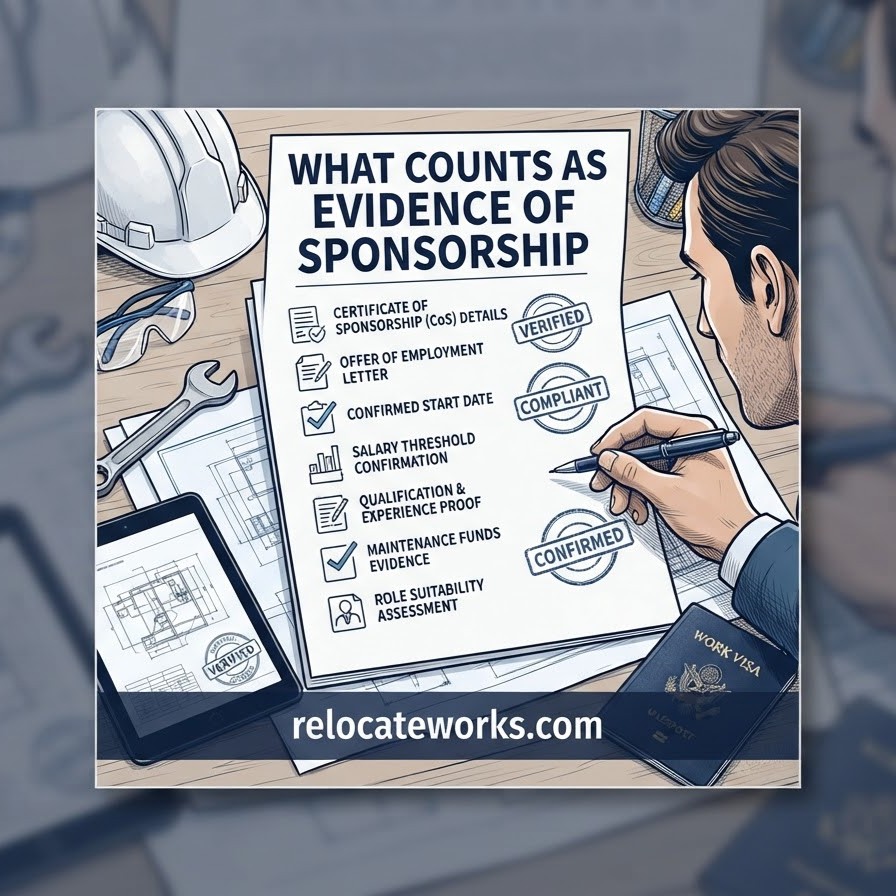 WHAT COUNTS AS
EVIDENCE OF
SPONSORSHIP
CERTIFICATE OF
SPONSORSHIP (CoS) DETAILS
VERIFIED
OFFER OF EMPLOYMENT
LETTER
COMPLIANT
CONFIRMED START DATE
SALARY THRESHOLD
CONFIRMATION
QUALIFICATION &
EXPERIENCE PROOF
MAINTENANCE FUNDS
EVIDENCE
CONFIRMED
ROLE SUITABILITY
ASSESSMENT
WORK VISA
relocateworks.com